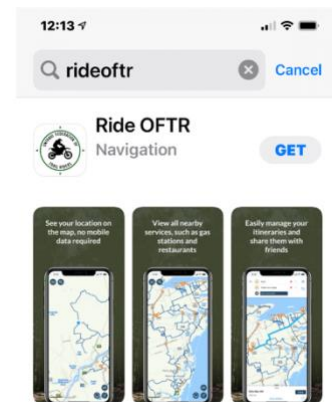 12:13
rideoftr
Cancel
Ride OFTR
Navigation
GET
See your location on
the map, no mobile
data required
View all nearby
services, such as gas
stations and
restaurants
Easily manage your
itineraries and
share them with
friends